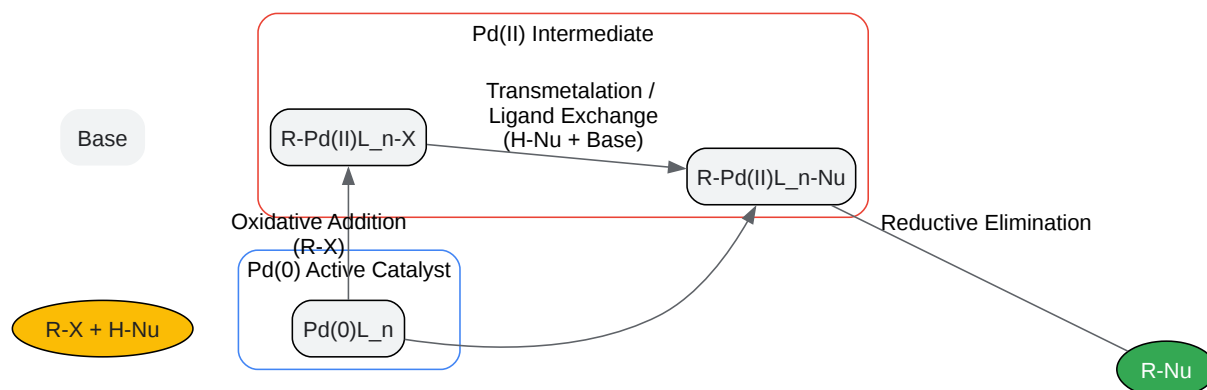 Pd(II) Intermediate
Transmetalation /
Ligand Exchange
(H-Nu + Base)
Base
R-Pd(II)L_n-X
R-Pd(II)L_n-Nu
Oxidative Addition
(R-X)
Reductive Elimination
Pd(0) Active Catalyst
R-X + H-Nu
Pd(0)L_n
R-Nu